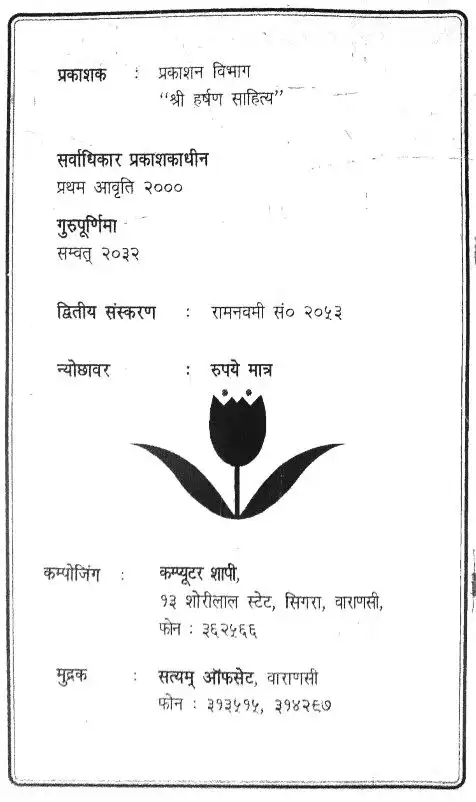 प्रकाशक : प्रकाशन विभाग
“श्री हर्षण साहित्य”
सर्वाधिकार प्रकाशकाधीन
प्रथम आवृति २०००
गुरुपूर्णिमा
सम्वत् २०३२
द्वितीय संस्करण : रामनवमी सं० २०५३
न्योछावर : रुपये मात्र
कम्पोजिंग : कम्प्यूटर शापी,
१३ शोरीलाल स्टेट, सिगरा, वाराणसी,
फोन : ३६२५६६
मुद्रक : सत्यम् ऑफसेट, वाराणसी
फोन : ३१३५१५, ३१४२९७